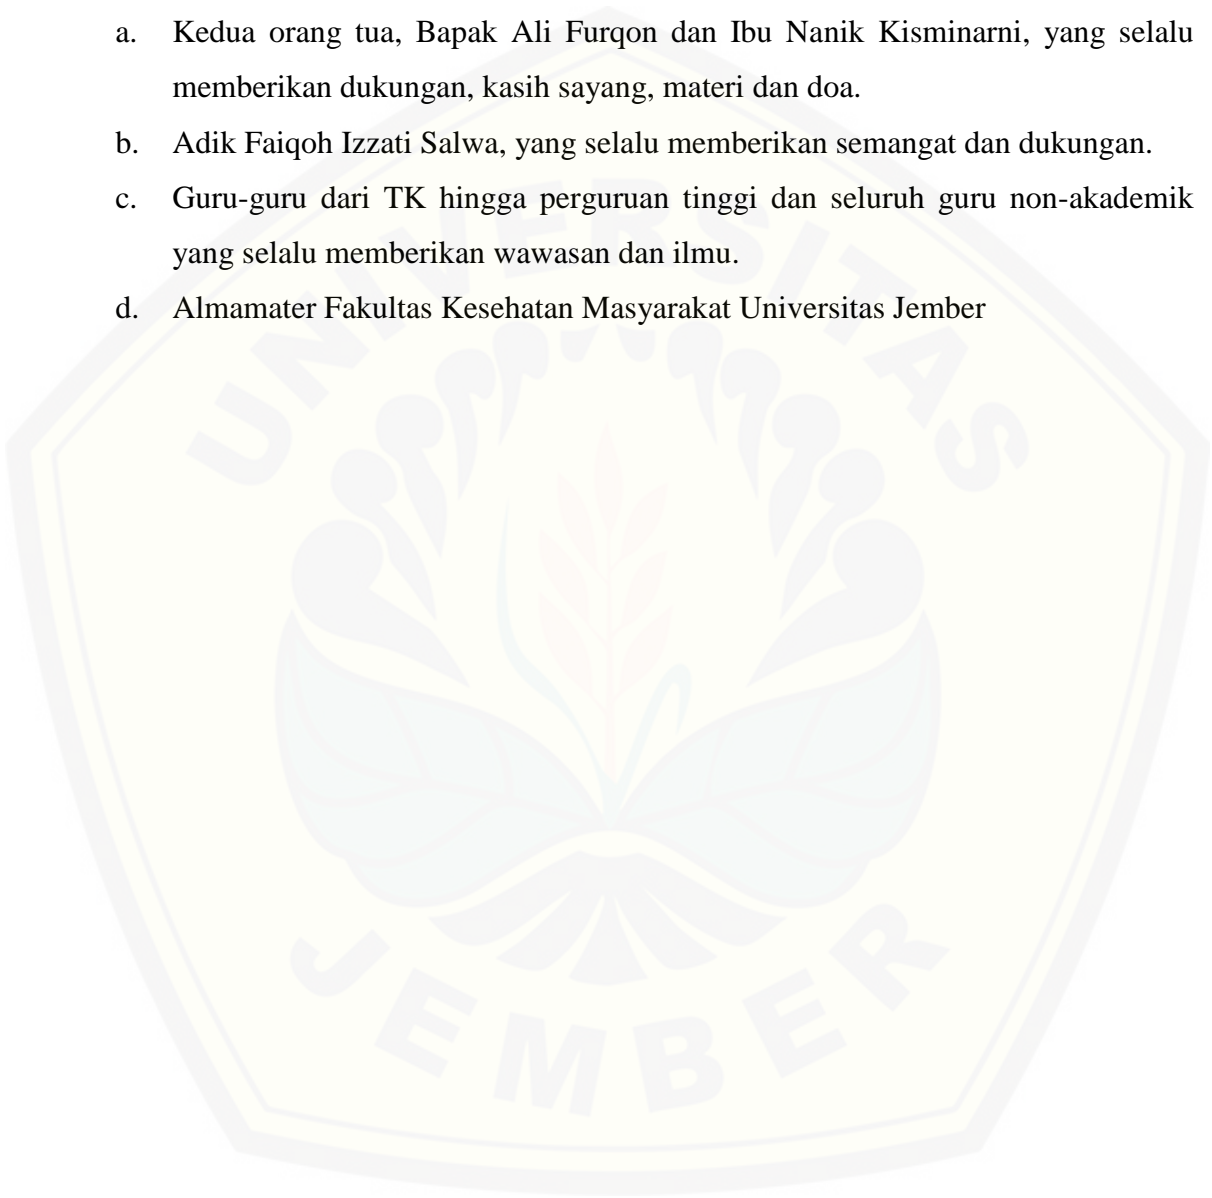 a. Kedua orang tua, Bapak Ali Furqon dan Ibu Nanik Kisminarni, yang selalu
memberikan dukungan, kasih sayang, materi dan doa.
b. Adik Faiqoh Izzati Salwa, yang selalu memberikan semangat dan dukungan.
c. Guru-guru dari TK hingga perguruan tinggi dan seluruh guru non-akademik
yang selalu memberikan wawasan dan ilmu.
d. Almamater Fakultas Kesehatan Masyarakat Universitas Jember
UNIVERSITAS
JEMBER